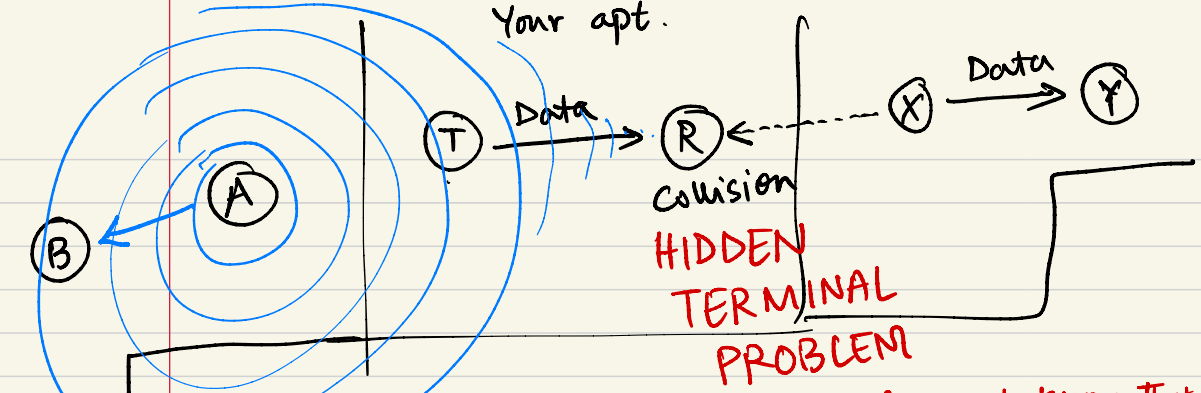 Your apt.
Data
Data
T
R
X
Y
A
B
Collision
HIDDEN
TERMINAL
PROBLEM